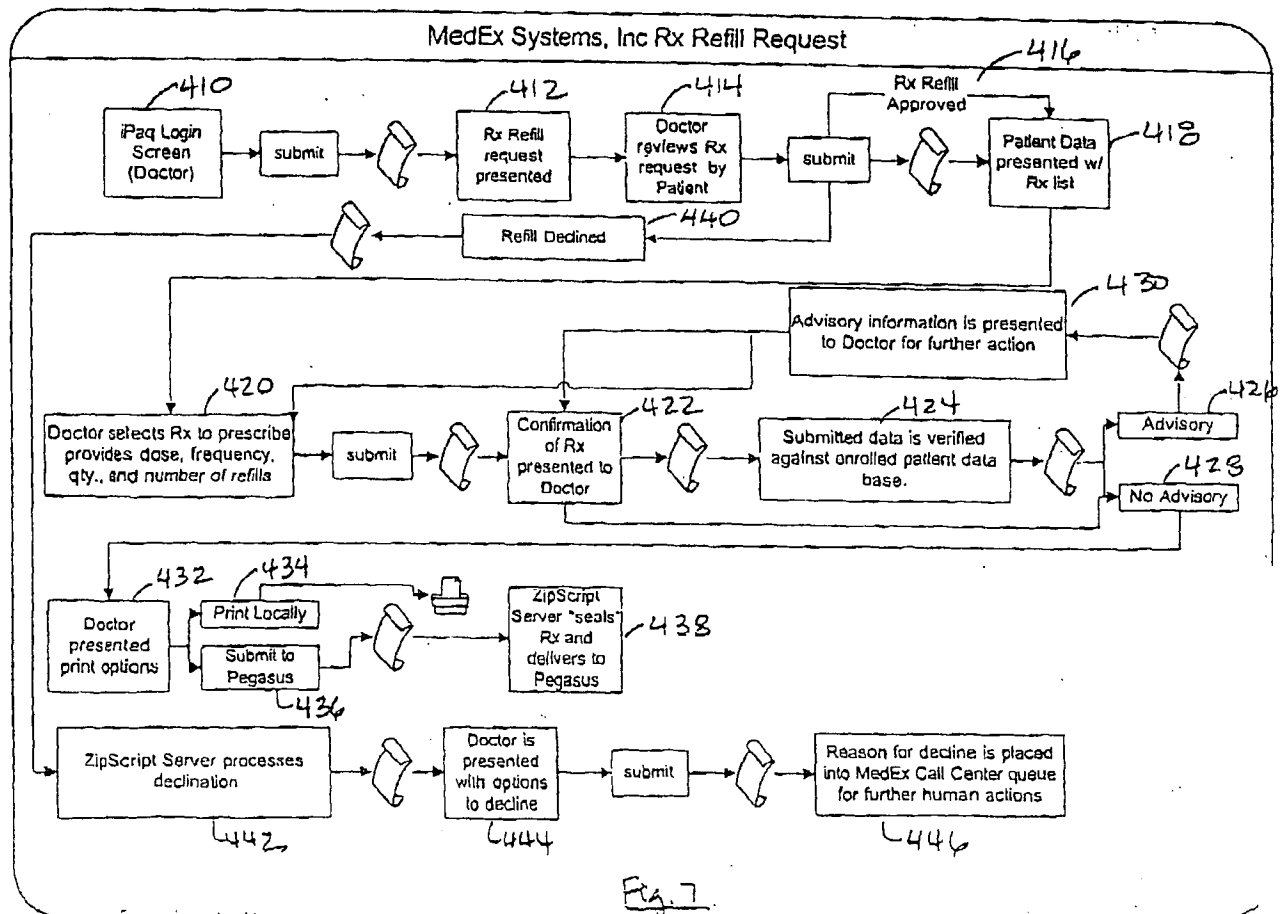 MedEx Systems, Inc Rx Refill Request
410
iPaq Login
Screen
(Doctor)
submit
412
Rx Refill
request
presented
414
Doctor
reviews Rx
request by
Patient
submit
416
Rx Refill
Approved
418
Patient Data
presented w/
Rx list
440
Refill Declined
430
Advisory information is presented
to Doctor for further action
420
Doctor selects Rx to prescribe
provides dose, frequency,
qty., and number of refills
submit
422
Confirmation
of Rx
presented to
Doctor
424
Submitted data is verified
against enrolled patient data
base.
426
Advisory
428
No Advisory
432
Doctor
presented
print options
434
Print Locally
Submit to
Pegasus
436
ZipScript
Server "seals"
Rx and
delivers to
Pegasus
438
ZipScript Server processes
declination
442
Doctor is
presented
with options
to decline
444
submit
Reason for decline is placed
into MedEx Call Center queue
for further human actions
446
Fig. 7